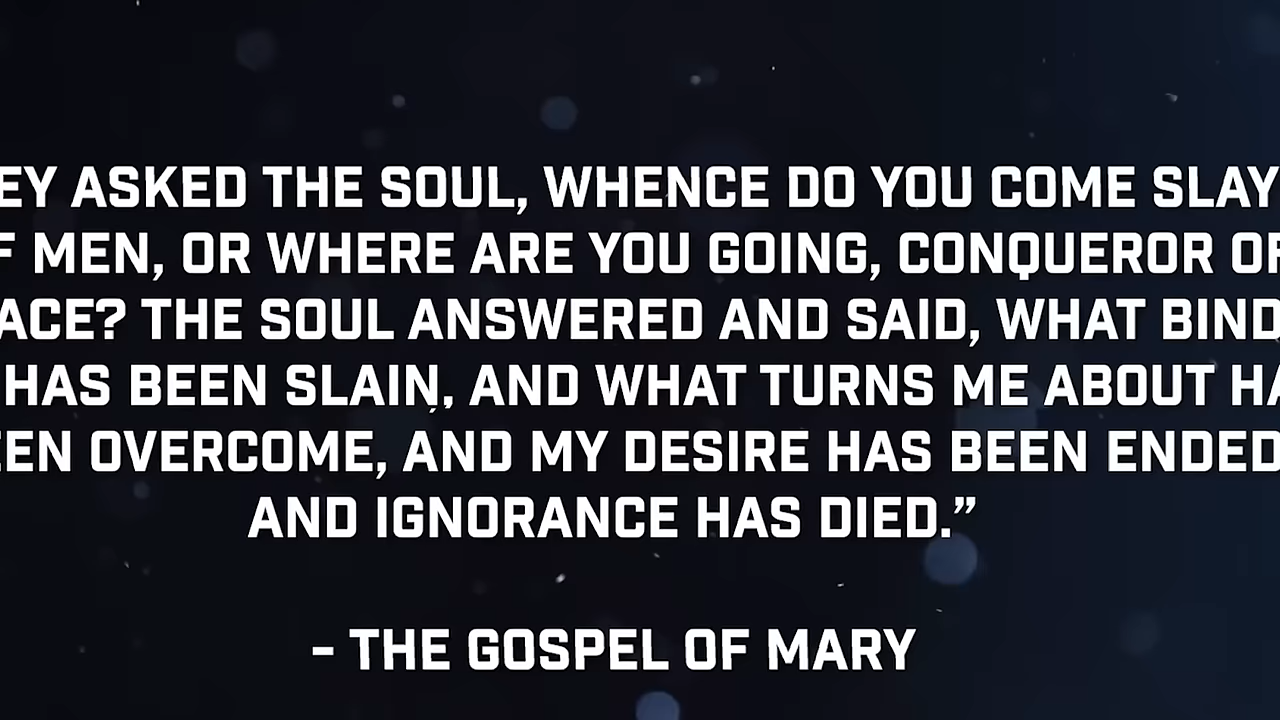 EY ASKED THE SOUL, WHENCE DO YOU COME SLAY
F MEN, OR WHERE ARE YOU GOING, CONQUEROR OF
ACE? THE SOUL ANSWERED AND SAID, WHAT BIND
HAS BEEN SLAIN, AND WHAT TURNS ME ABOUT HA
EEN OVERCOME, AND MY DESIRE HAS BEEN ENDED
AND IGNORANCE HAS DIED.”
– THE GOSPEL OF MARY